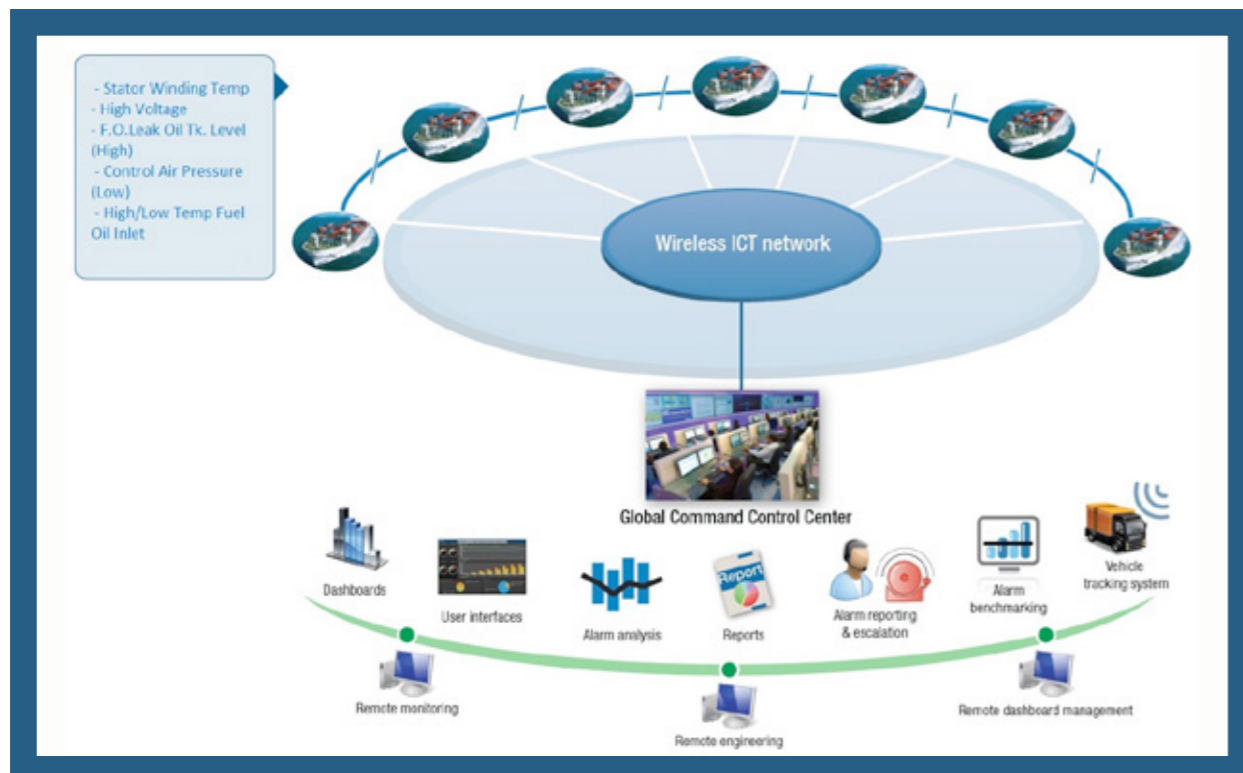 - Stator Winding Temp
- High Voltage
- F.O.Leak Oil Tk. Level
(High)
- Control Air Pressure
(Low)
- High/Low Temp Fuel
Oil Inlet
Wireless ICT network
Global Command Control Center
Dashboards
User interfaces
Alarm analysis
Report
Reports
Alarm reporting
& escalation
Alarm
benchmarking
Vehicle
tracking system
Remote monitoring
Remote engineering
Remote dashboard management